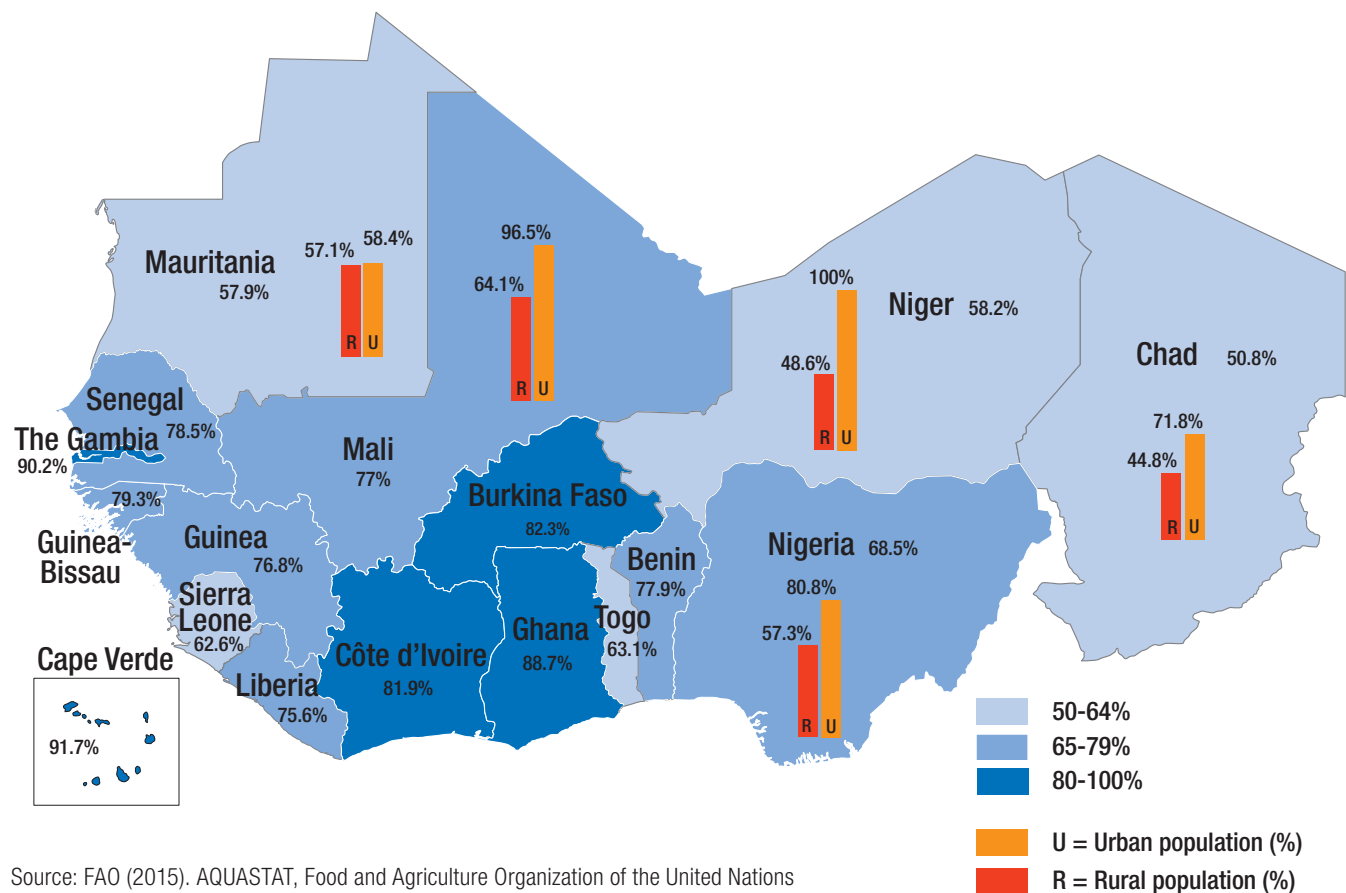 96.5%
57.1%
58.4%
Mauritania
57.9%
64.1%
R U
R U
100%
Niger 58.2%
48.6%
R U
Chad 50.8%
71.8%
44.8%
R U
Senegal
78.5%
The Gambia
90.2%
Mali
77%
79.3%
Guinea-
Bissau
Guinea
76.8%
Burkina Faso
82.3%
Benin
77.9%
Nigeria 68.5%
80.8%
57.3%
R U
Sierra
Leone
62.6%
Togo
63.1%
Ghana
88.7%
Côte d'Ivoire
81.9%
Liberia
75.6%
Cape Verde
91.7%
50-64%
65-79%
80-100%
U = Urban population (%)
R = Rural population (%)
Source: FAO (2015). AQUASTAT, Food and Agriculture Organization of the United Nations